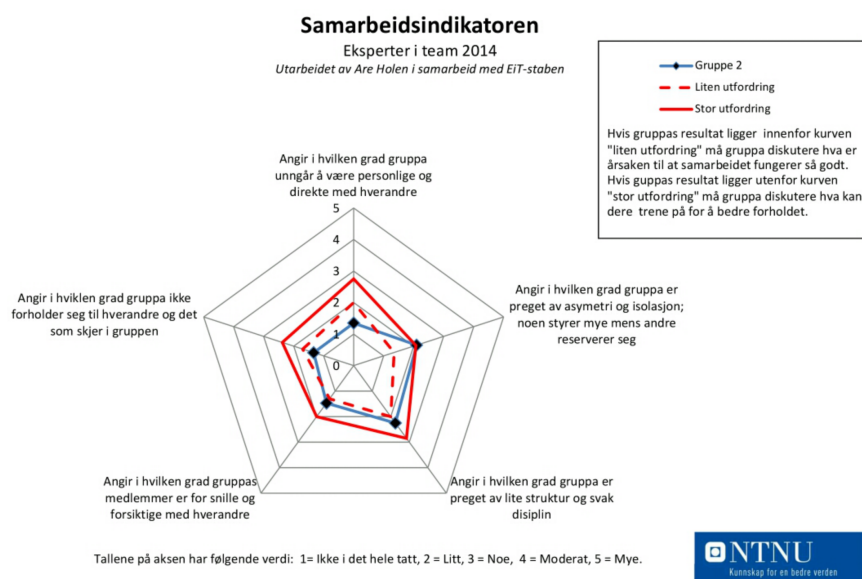 Samarbeidsindikatoren
Eksperter i team 2014
Utarbeidet av Are Holen i samarbeid med EiT-staben
Gruppe 2
Liten utfordring
Stor utfordring
Hvis gruppas resultat ligger innenfor kurven
"liten utfordring" må gruppa diskutere hva er
årsaken til at samarbeidet fungerer så godt.
Hvis guppas resultat ligger utenfor kurven
"stor utfordring" må gruppa diskutere hva kan
dere trene på for å bedre forholdet.
Angir i hvilken grad gruppa
unngår å være personlige og
direkte med hverandre
5
4
3
2
1
0
Angir i hviklen grad gruppa ikke
forholder seg til hverandre og det
som skjer i gruppen
Angir i hvilken grad gruppa er
preget av asymetri og isolasjon;
noen styrer mye mens andre
reserverer seg
Angir i hvilken grad gruppas
medlemmer er for snille og
forsiktige med hverandre
Angir i hvilken grad gruppa er
preget av lite struktur og svak
disiplin
Tallene på aksen har følgende verdi: 1= Ikke i det hele tatt, 2 = Litt, 3 = Noe, 4 = Moderat, 5 = Mye.
NTNU
Kunnskap for en bedre verden